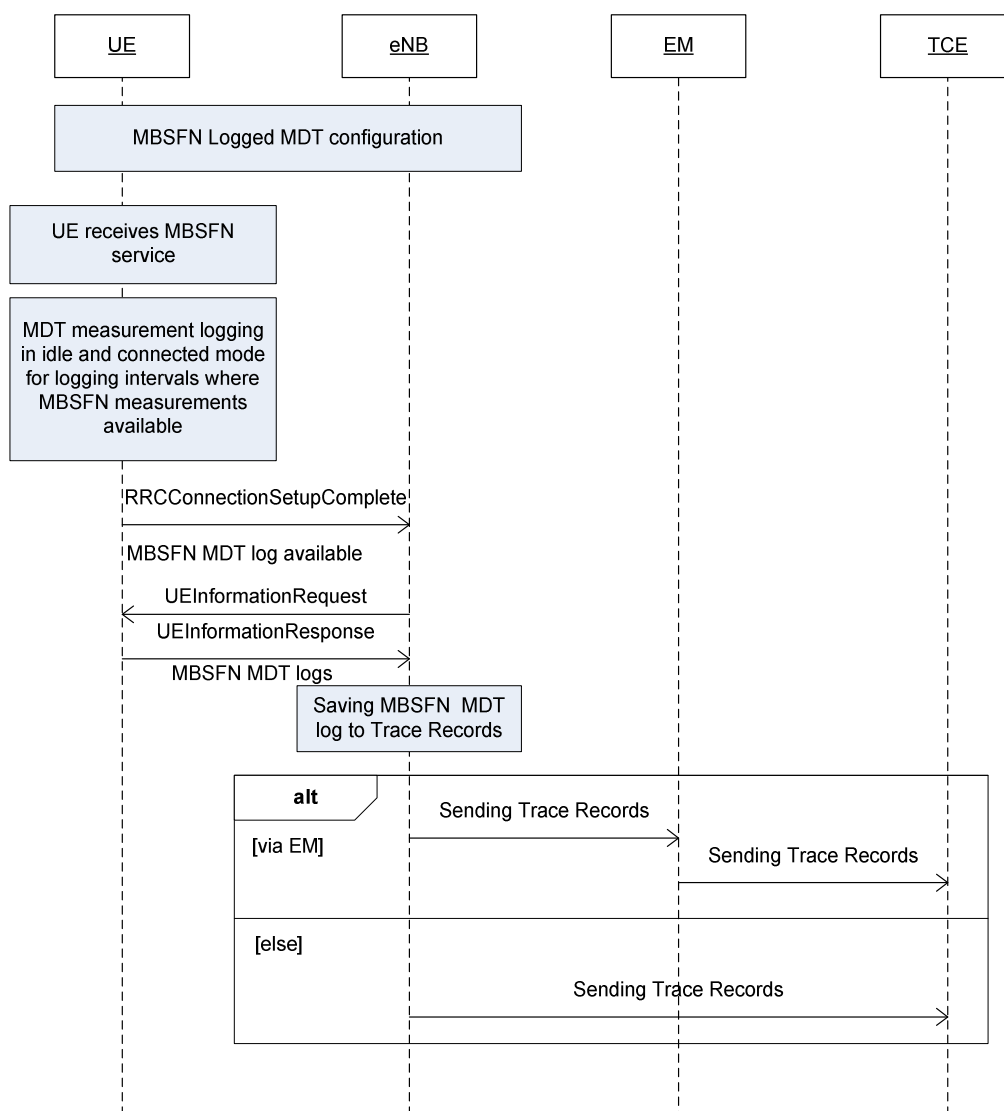 UE
eNB
EM
TCE
MBSFN Logged MDT configuration
UE receives MBSFN
service
MDT measurement logging
in idle and connected mode
for logging intervals where
MBSFN measurements
available
RRCConnectionSetupComplete
MBSFN MDT log available
UEInformationRequest
UEInformationResponse
MBSFN MDT logs
Saving MBSFN MDT
log to Trace Records
alt
Sending Trace Records
[via EM]
Sending Trace Records
[else]
Sending Trace Records